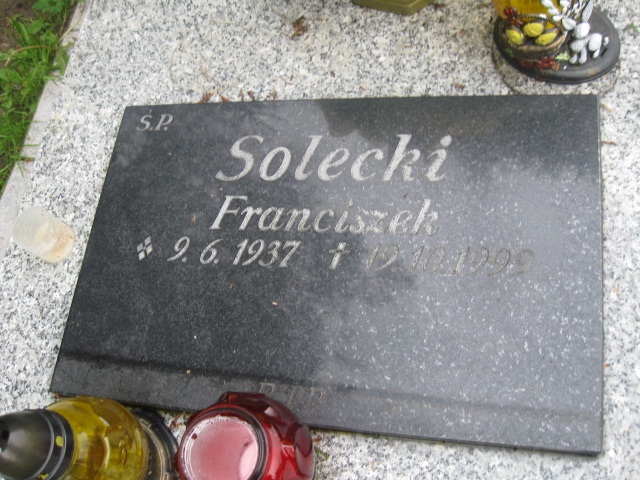 Ś.P.
Solecki
Franciszek
9. 6. 1937 † 19.10.1999
R.I.P.